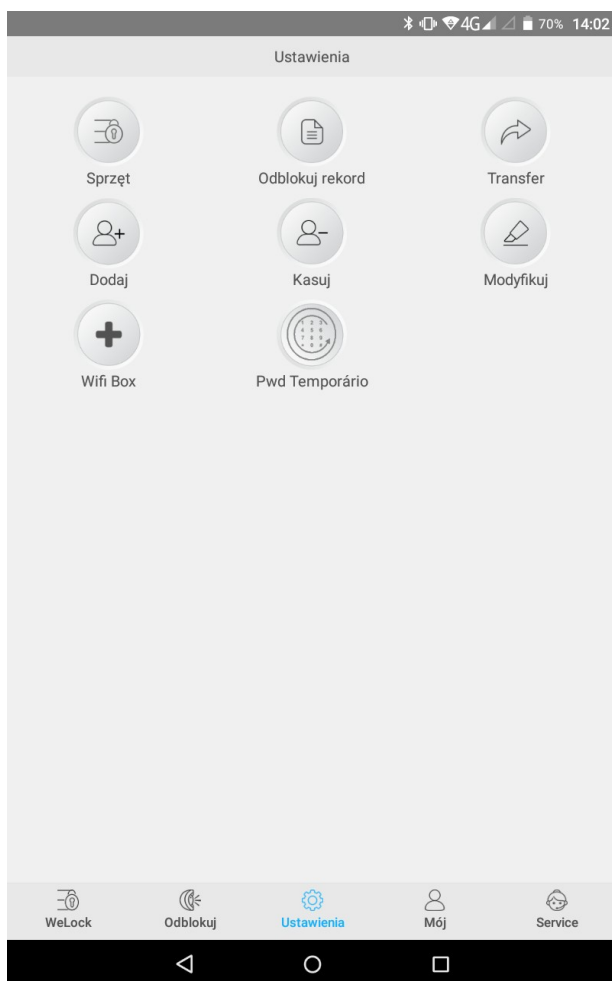 4G 70% 14:02
Ustawienia
Sprzęt Odblokuj rekord Transfer
Dodaj Kasuj Modyfikuj
Wifi Box Pwd Temporário
WeLock Odblokuj Ustawienia Mój Service